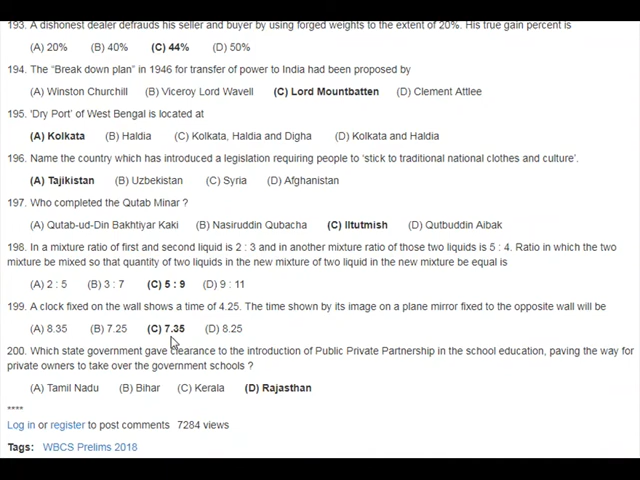 193. A dishonest dealer defrauds his seller and buyer by using forged weights to the extent of 20%. His true gain percent is
(A) 20% (B) 40% (C) 44% (D) 50%
194. The “Break down plan” in 1946 for transfer of power to India had been proposed by
(A) Winston Churchill (B) Viceroy Lord Wavell (C) Lord Mountbatten (D) Clement Attlee
195. 'Dry Port' of West Bengal is located at
(A) Kolkata (B) Haldia (C) Kolkata, Haldia and Digha (D) Kolkata and Haldia
196. Name the country which has introduced a legislation requiring people to ‘stick to traditional national clothes and culture’.
(A) Tajikistan (B) Uzbekistan (C) Syria (D) Afghanistan
197. Who completed the Qutab Minar ?
(A) Qutab-ud-Din Bakhtiyar Kaki (B) Nasiruddin Qubacha (C) Iltutmish (D) Qutbuddin Aibak
198. In a mixture ratio of first and second liquid is 2 : 3 and in another mixture ratio of those two liquids is 5 : 4. Ratio in which the two
mixture be mixed so that quantity of two liquids in the new mixture of two liquid in the new mixture be equal is
(A) 2 : 5 (B) 3 : 7 (C) 5 : 9 (D) 9 : 11
199. A clock fixed on the wall shows a time of 4.25. The time shown by its image on a plane mirror fixed to the opposite wall will be
(A) 8.35 (B) 7.25 (C) 7.35 (D) 8.25
200. Which state government gave clearance to the introduction of Public Private Partnership in the school education, paving the way for
private owners to take over the government schools ?
(A) Tamil Nadu (B) Bihar (C) Kerala (D) Rajasthan
****
Log in or register to post comments 7284 views
Tags: WBCS Prelims 2018